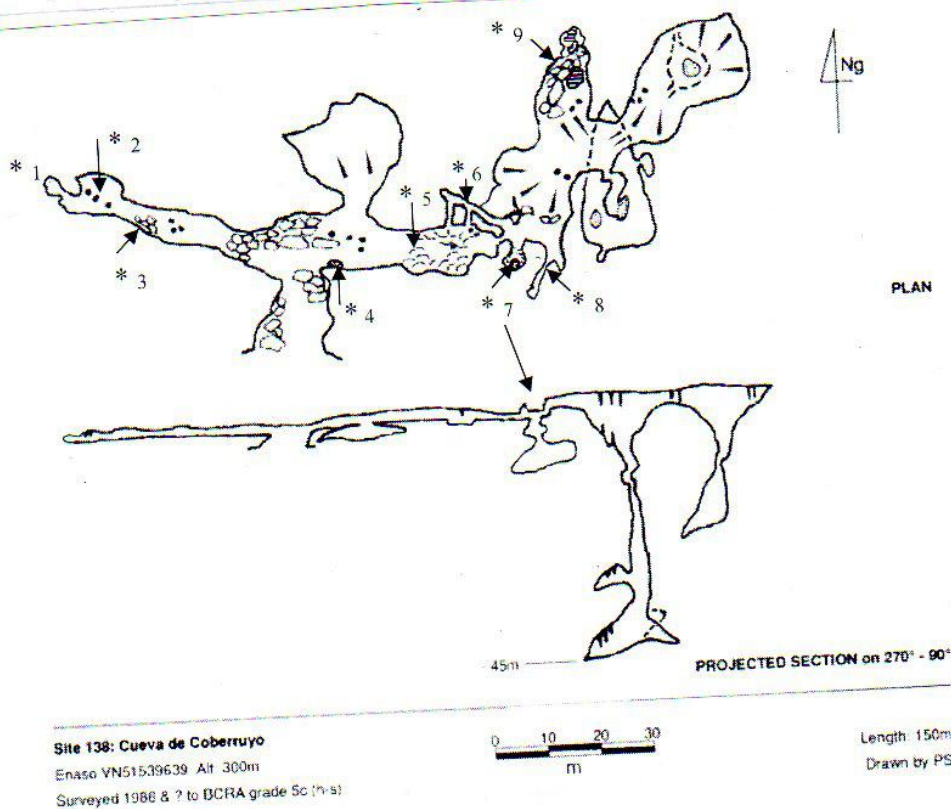 * 9
Ng
* 2
* 1
* 6
* 5
* 3
* 4
* 7
* 8
PLAN
45m
PROJECTED SECTION on 270° - 90°
Site 138: Cueva de Coberruyo
Enaso VN51539639 Alt 300m
Surveyed 1986 & ? to BCRA grade 5c (h-s)
0 10 20 30
m
Length: 150m
Drawn by PS